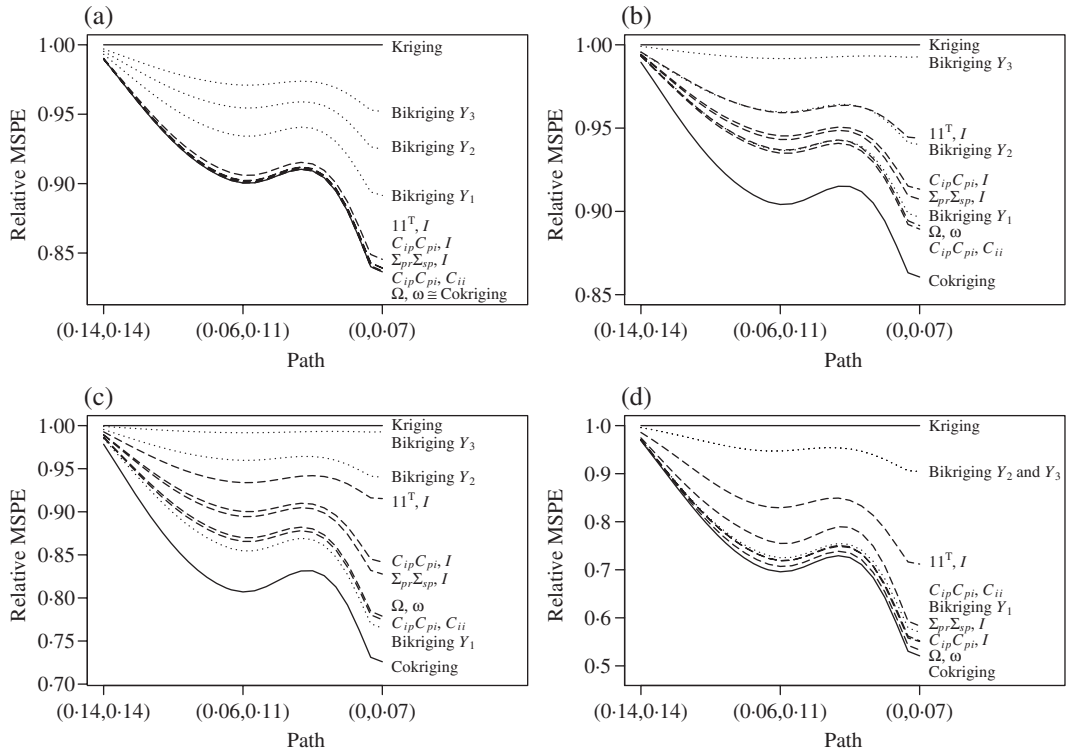 (a)
1·00
0·95
0·90
0·85
Relative MSPE
Kriging
Bikriging Y3
Bikriging Y2
Bikriging Y1
11ᵀ, I
CipCpi, I
ΣprΣsp, I
CipCpi, Cii
Ω, ω ≅ Cokriging
(0·14,0·14)
(0·06,0·11)
(0,0·07)
Path
(b)
1·00
0·95
0·90
0·85
Relative MSPE
Kriging
Bikriging Y3
11ᵀ, I
Bikriging Y2
CipCpi, I
ΣprΣsp, I
Bikriging Y1
Ω, ω
CipCpi, Cii
Cokriging
(0·14,0·14)
(0·06,0·11)
(0,0·07)
Path
(c)
1·00
0·95
0·90
0·85
0·80
0·75
0·70
Relative MSPE
Kriging
Bikriging Y3
Bikriging Y2
11ᵀ, I
CipCpi, I
ΣprΣsp, I
Ω, ω
CipCpi, Cii
Bikriging Y1
Cokriging
(0·14,0·14)
(0·06,0·11)
(0,0·07)
Path
(d)
1·0
0·9
0·8
0·7
0·6
0·5
Relative MSPE
Kriging
Bikriging Y2 and Y3
11ᵀ, I
CipCpi, Cii
Bikriging Y1
ΣprΣsp, I
CipCpi, I
Ω, ω
Cokriging
(0·14,0·14)
(0·06,0·11)
(0,0·07)
Path